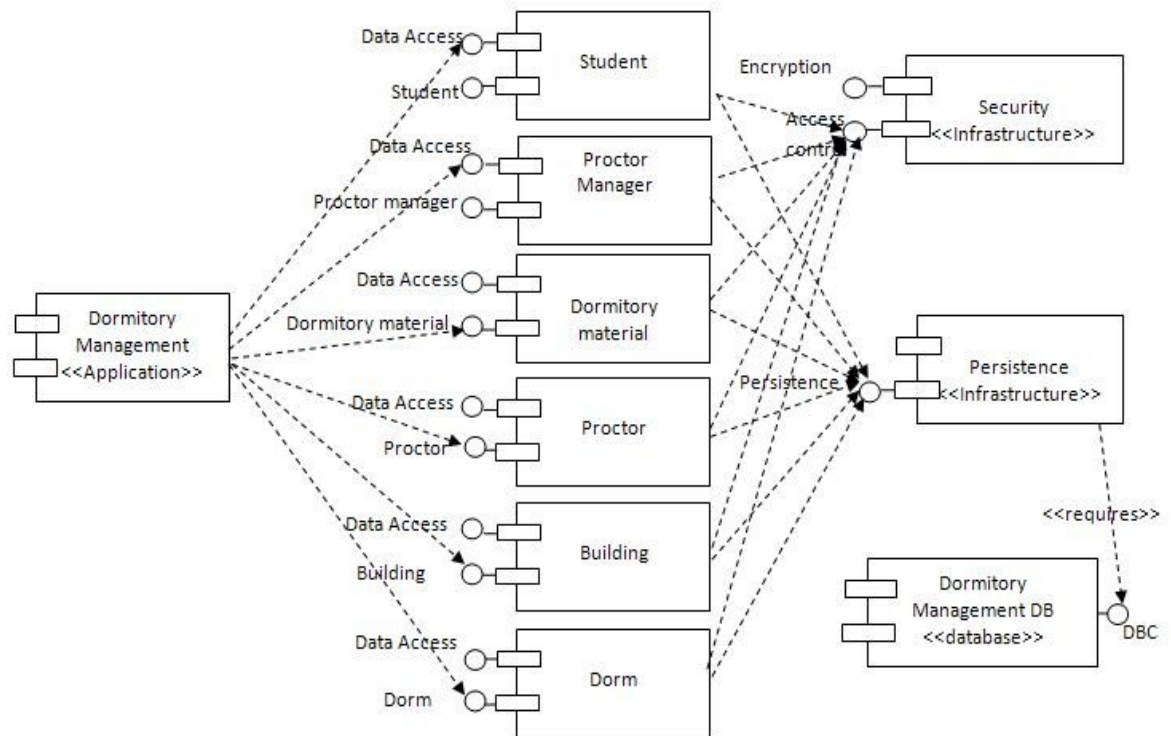 Data Access
Student
Student
Data Access
Proctor manager
Proctor
Manager
Data Access
Dormitory material
Dormitory
material
Data Access
Proctor
Proctor
Data Access
Building
Building
Data Access
Dorm
Dorm
Dormitory
Management
<<Application>>
Encryption
Access
contro
Security
<<Infrastructure>>
Persistence
Persistence
<<Infrastructure>>
<<requires>>
Dormitory
Management DB
<<database>>
DBC